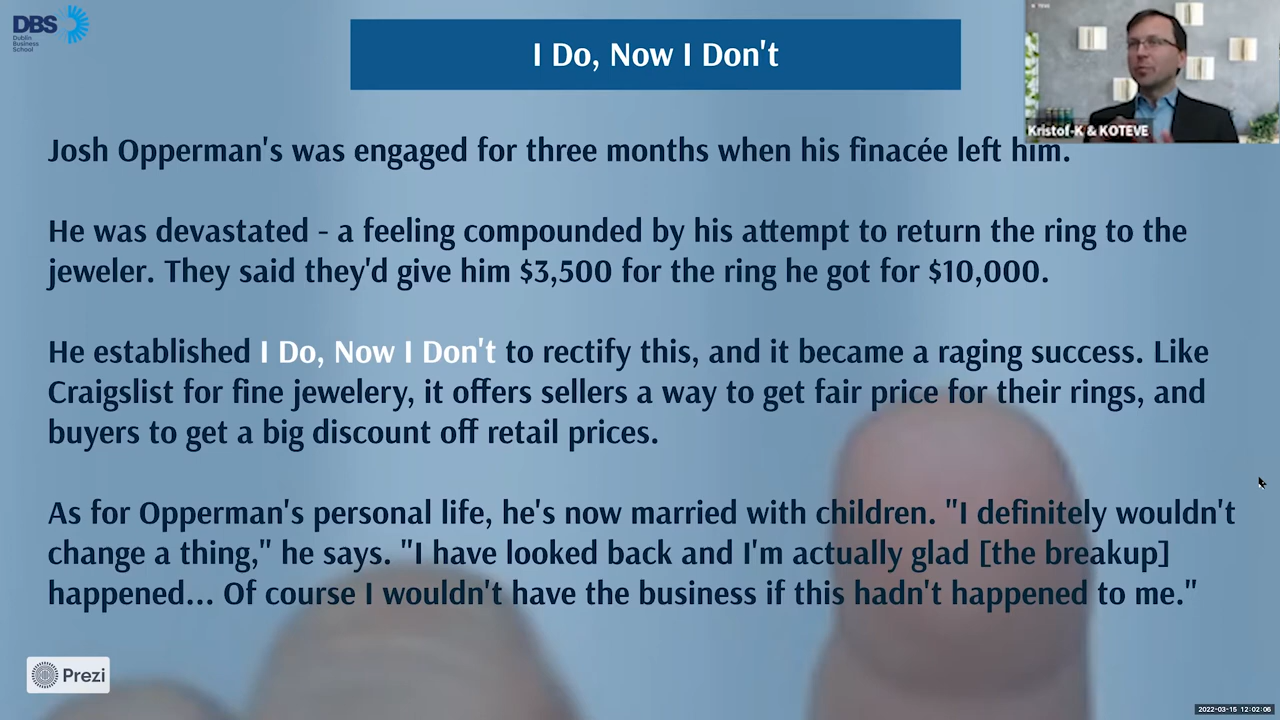 DBS
Dublin
Business
School
I Do, Now I Don't
Kristof-K & KOTEVE
Josh Opperman's was engaged for three months when his finacée left him.
He was devastated - a feeling compounded by his attempt to return the ring to the
jeweler. They said they'd give him $3,500 for the ring he got for $10,000.
He established I Do, Now I Don't to rectify this, and it became a raging success. Like
Craigslist for fine jewelery, it offers sellers a way to get fair price for their rings, and
buyers to get a big discount off retail prices.
As for Opperman's personal life, he's now married with children. "I definitely wouldn't
change a thing," he says. "I have looked back and I'm actually glad [the breakup]
happened... Of course I wouldn't have the business if this hadn't happened to me."
Prezi
2022-03-15 12:02:06